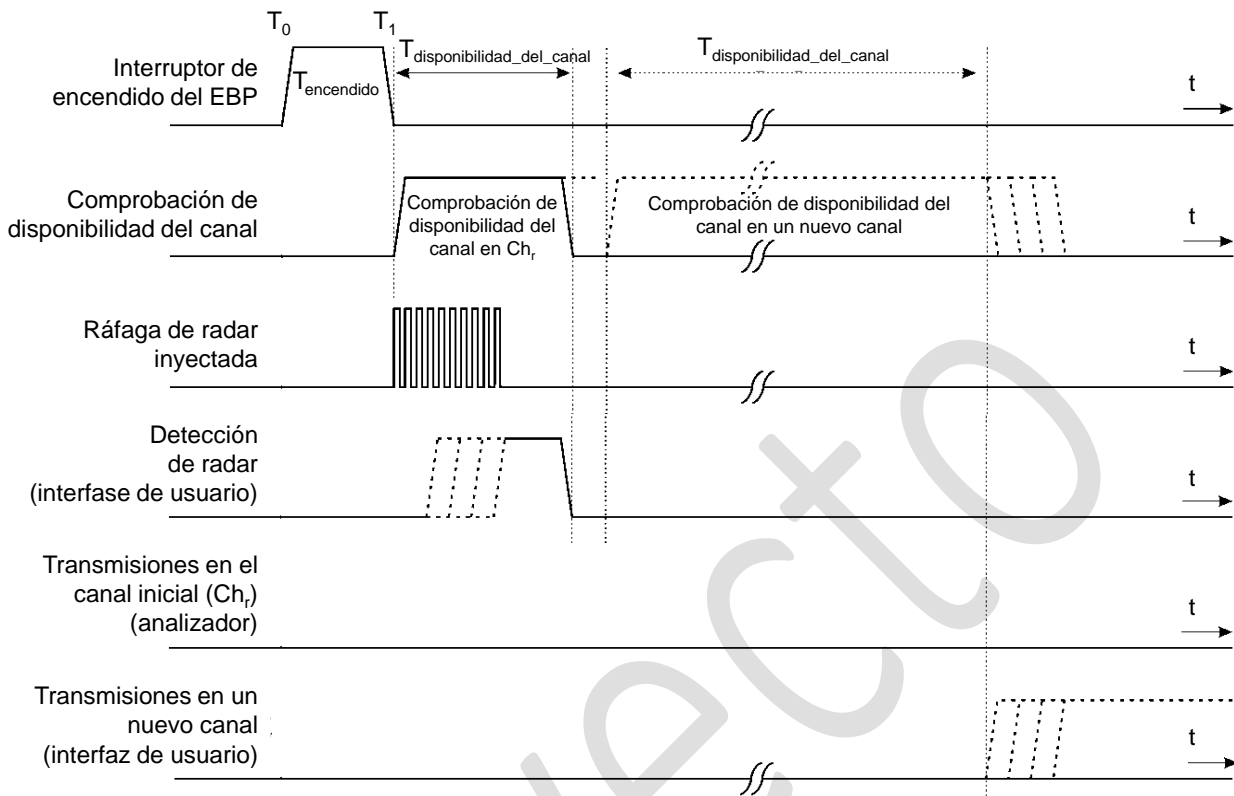 T0 T1
Interruptor de
encendido del EBP
Tencendido
Tdisponibilidad_del_canal
Tdisponibilidad_del_canal
t
Comprobación de
disponibilidad del canal
Comprobación de
disponibilidad del
canal en Chr
Comprobación de disponibilidad del
canal en un nuevo canal
t
Ráfaga de radar
inyectada
t
Detección
de radar
(interfase de usuario)
t
Transmisiones en el
canal inicial (Chr)
(analizador)
t
Transmisiones en un
nuevo canal
(interfaz de usuario)
t